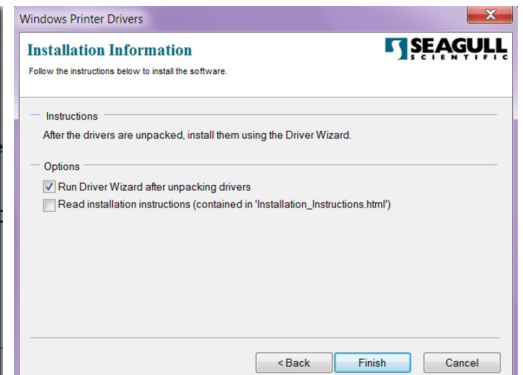 Windows Printer Drivers
Installation Information
SEAGULL
SCIENTIFIC
Follow the instructions below to install the software.
Instructions
After the drivers are unpacked, install them using the Driver Wizard.
Options
Run Driver Wizard after unpacking drivers
Read installation instructions (contained in 'Installation_Instructions.html')
< Back Finish Cancel